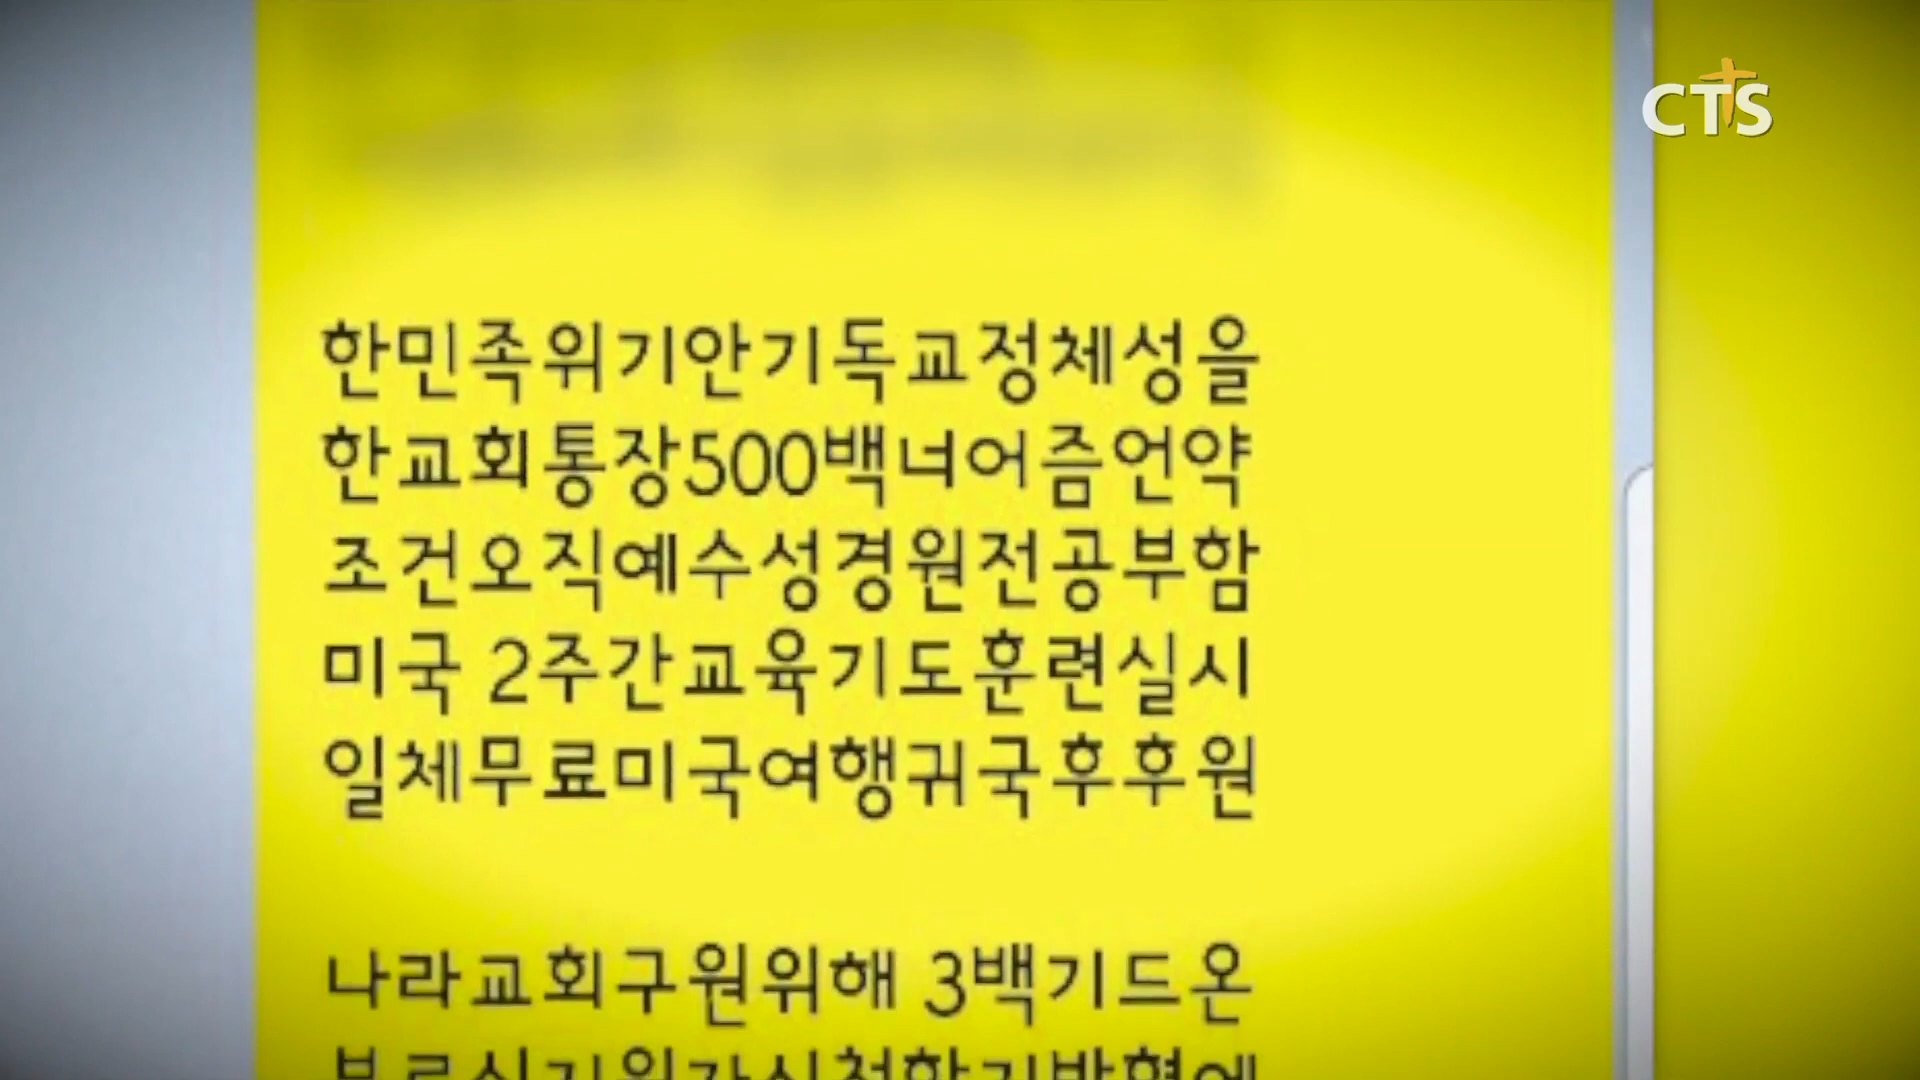 CTS
한민족위기안기독교정체성을
한교회통장500백너어즘언약
조건오직예수성경원전공부함
미국 2주간교육기도훈련실시
일체무료미국여행귀국후후원
나라교회구원위해 3백기드온